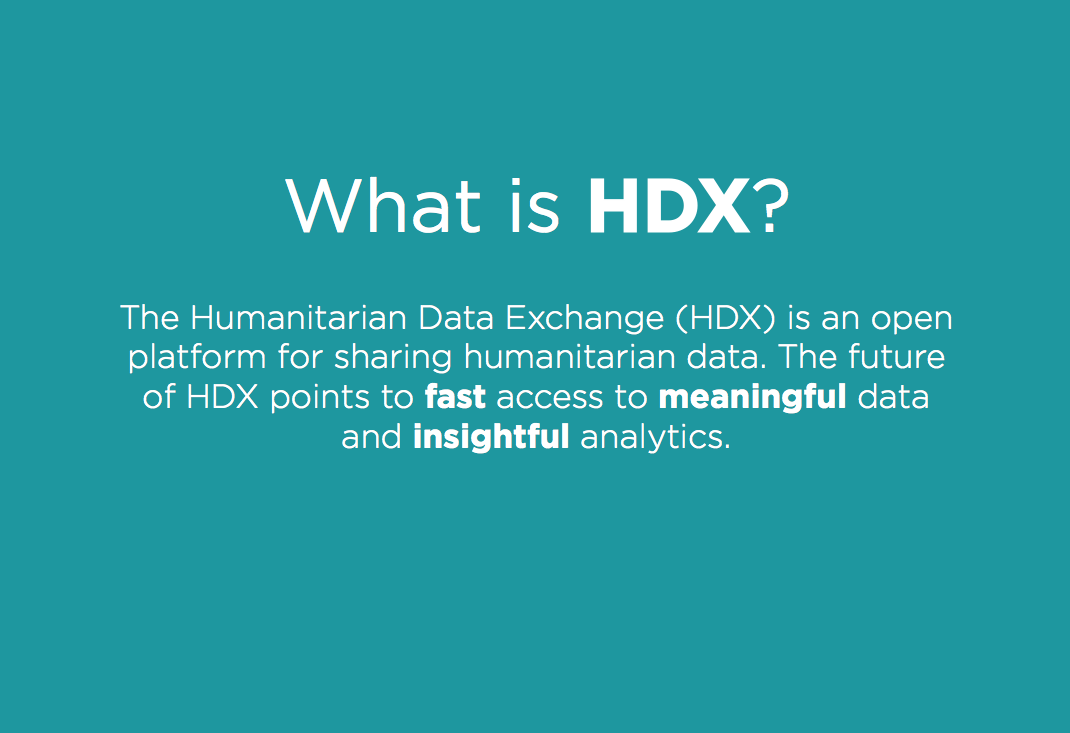 What is HDX?
The Humanitarian Data Exchange (HDX) is an open
platform for sharing humanitarian data. The future
of HDX points to fast access to meaningful data
and insightful analytics.